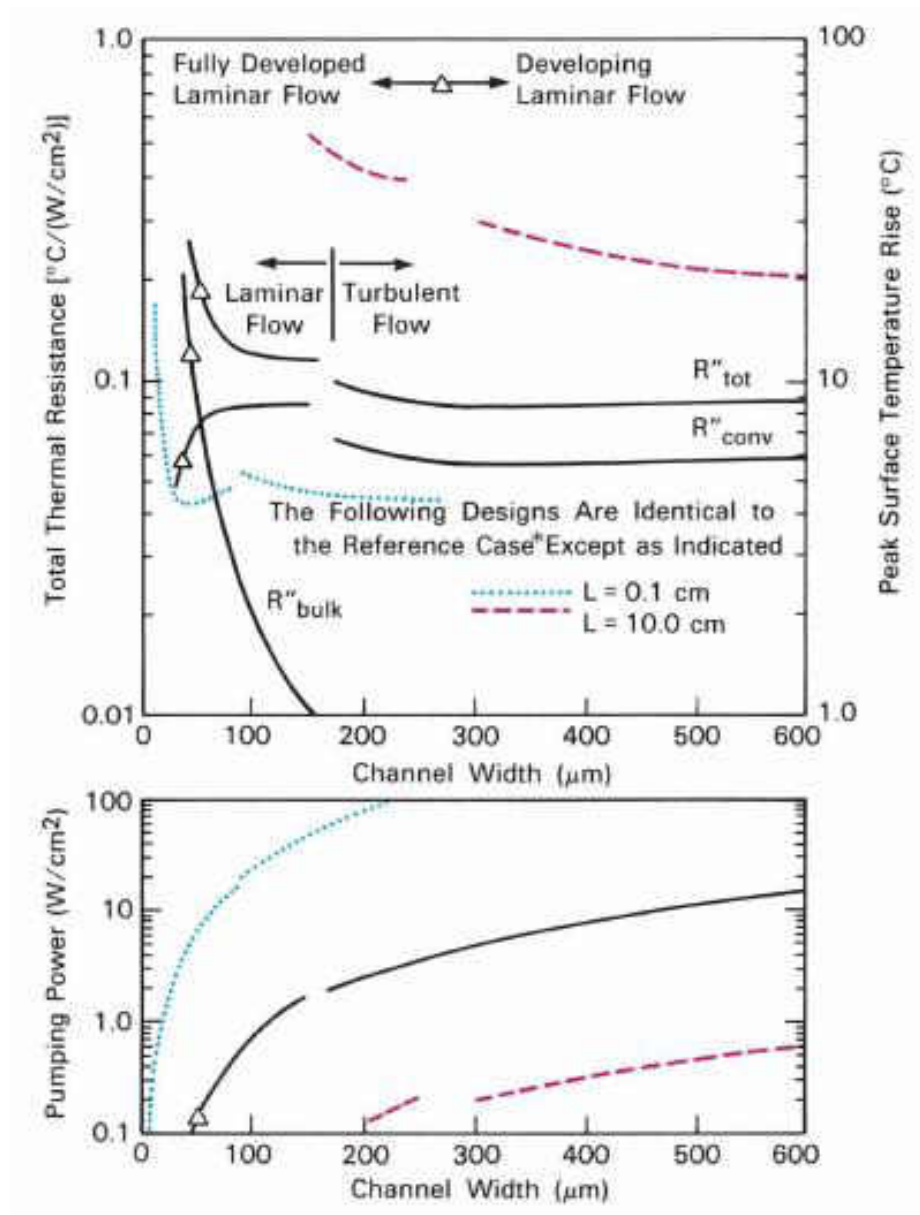 1.0
100
Fully Developed
Laminar Flow
Developing
Laminar Flow
Total Thermal Resistance [°C/(W/cm²)]
Peak Surface Temperature Rise (°C)
0.3
30
0.1
10
3
0.01
1.0
Laminar
Flow
Turbulent
Flow
R"tot
R"conv
The Following Designs Are Identical to
the Reference Case* Except as Indicated
R"bulk
L = 0.1 cm
L = 10.0 cm
0 100 200 300 400 500 600
Channel Width (μm)
100
10
1.0
0.1
Pumping Power (W/cm²)
0 100 200 300 400 500 600
Channel Width (μm)